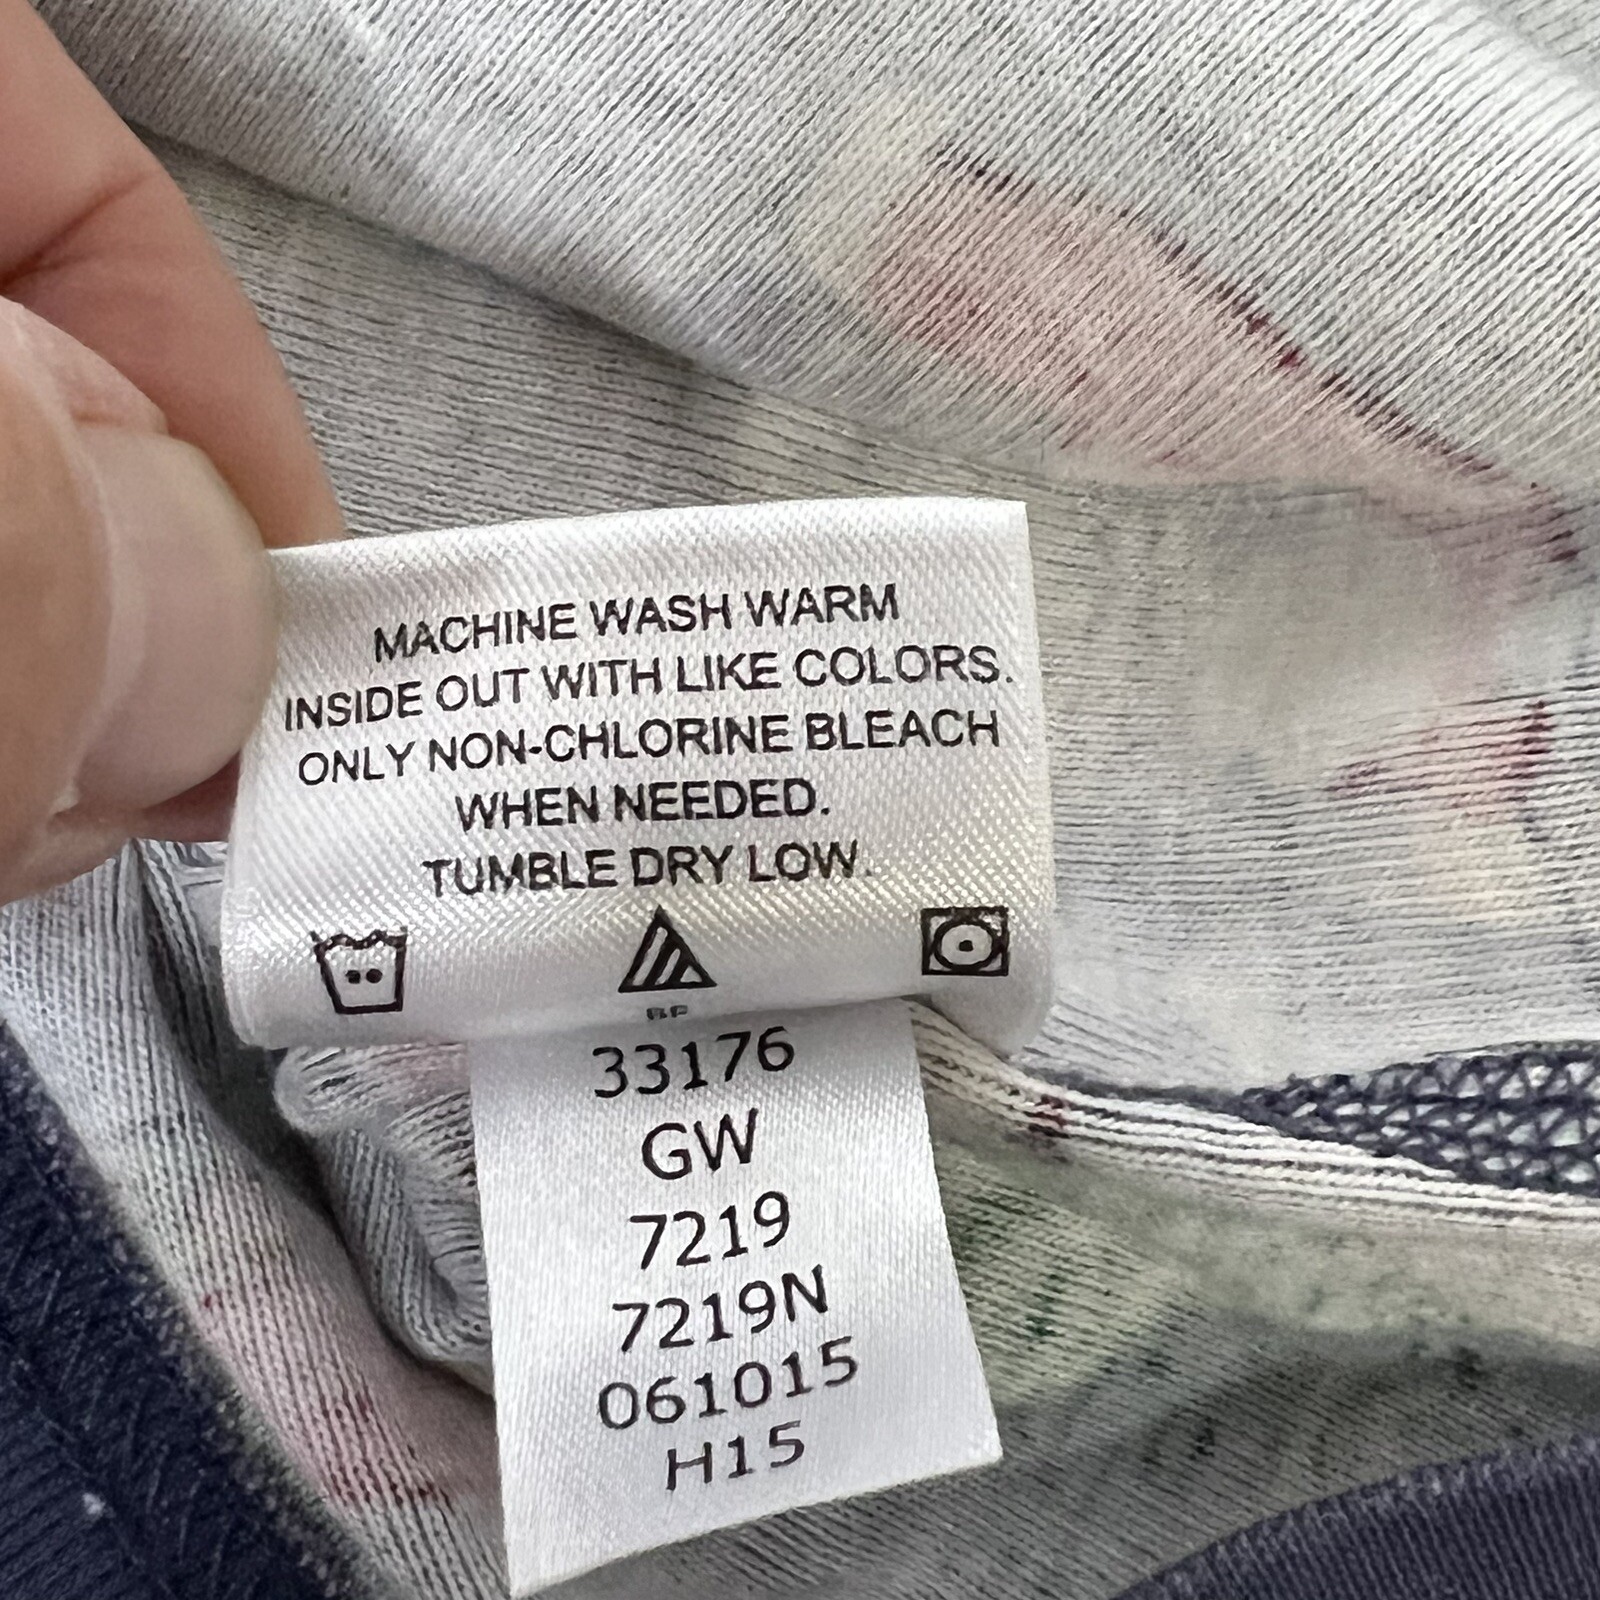 MACHINE WASH WARM
INSIDE OUT WITH LIKE COLORS.
ONLY NON-CHLORINE BLEACH
WHEN NEEDED.
TUMBLE DRY LOW.
33176
GW
7219
7219N
061015
H15